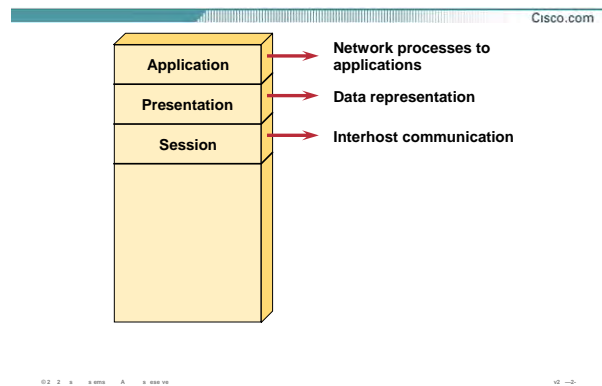 Cisco.com
Application
Network processes to
applications
Presentation
Data representation
Session
Interhost communication